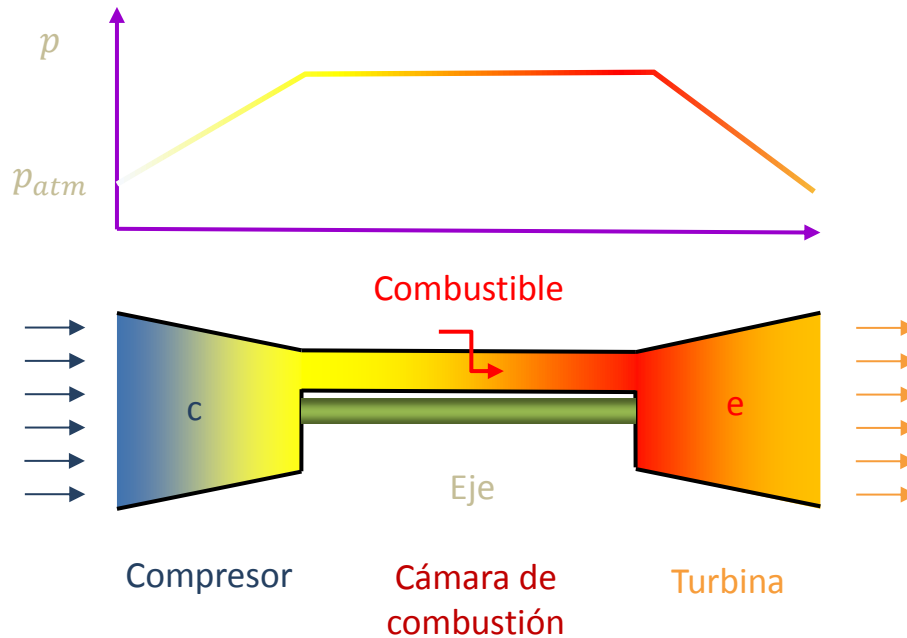 p
p_atm
Combustible
c
e
Eje
Compresor
Cámara de
combustión
Turbina